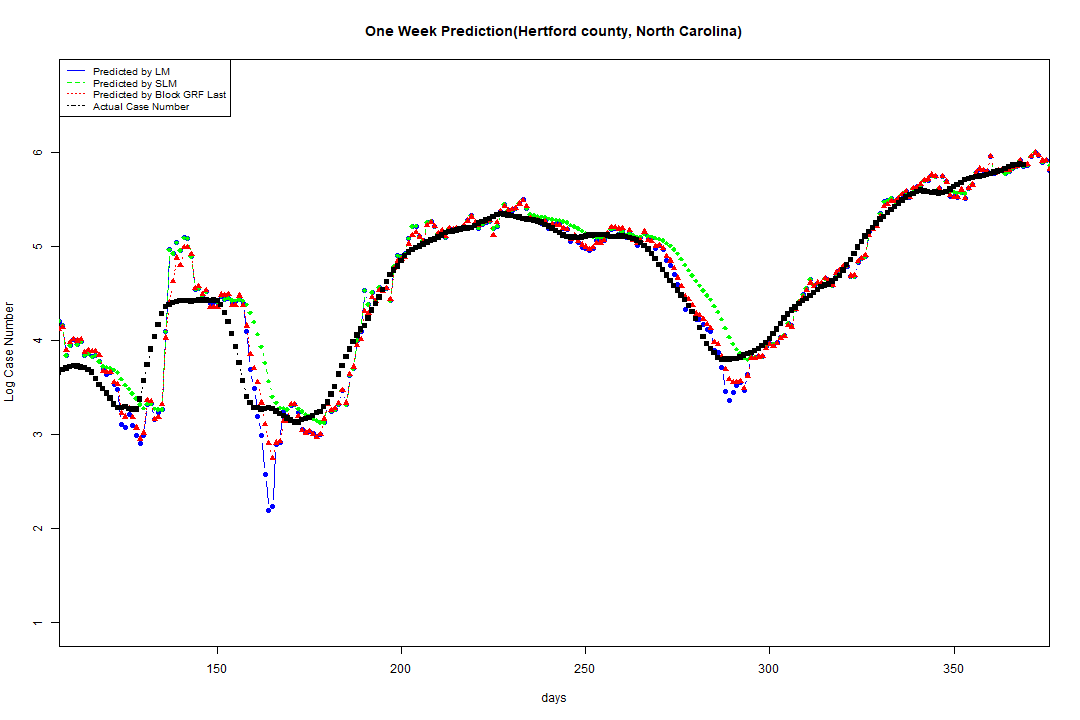 One Week Prediction(Hertford county, North Carolina)
Predicted by LM
Predicted by SLM
Predicted by Block GRF Last
Actual Case Number
6
5
4
3
2
1
Log Case Number
150 200 250 300 350
days